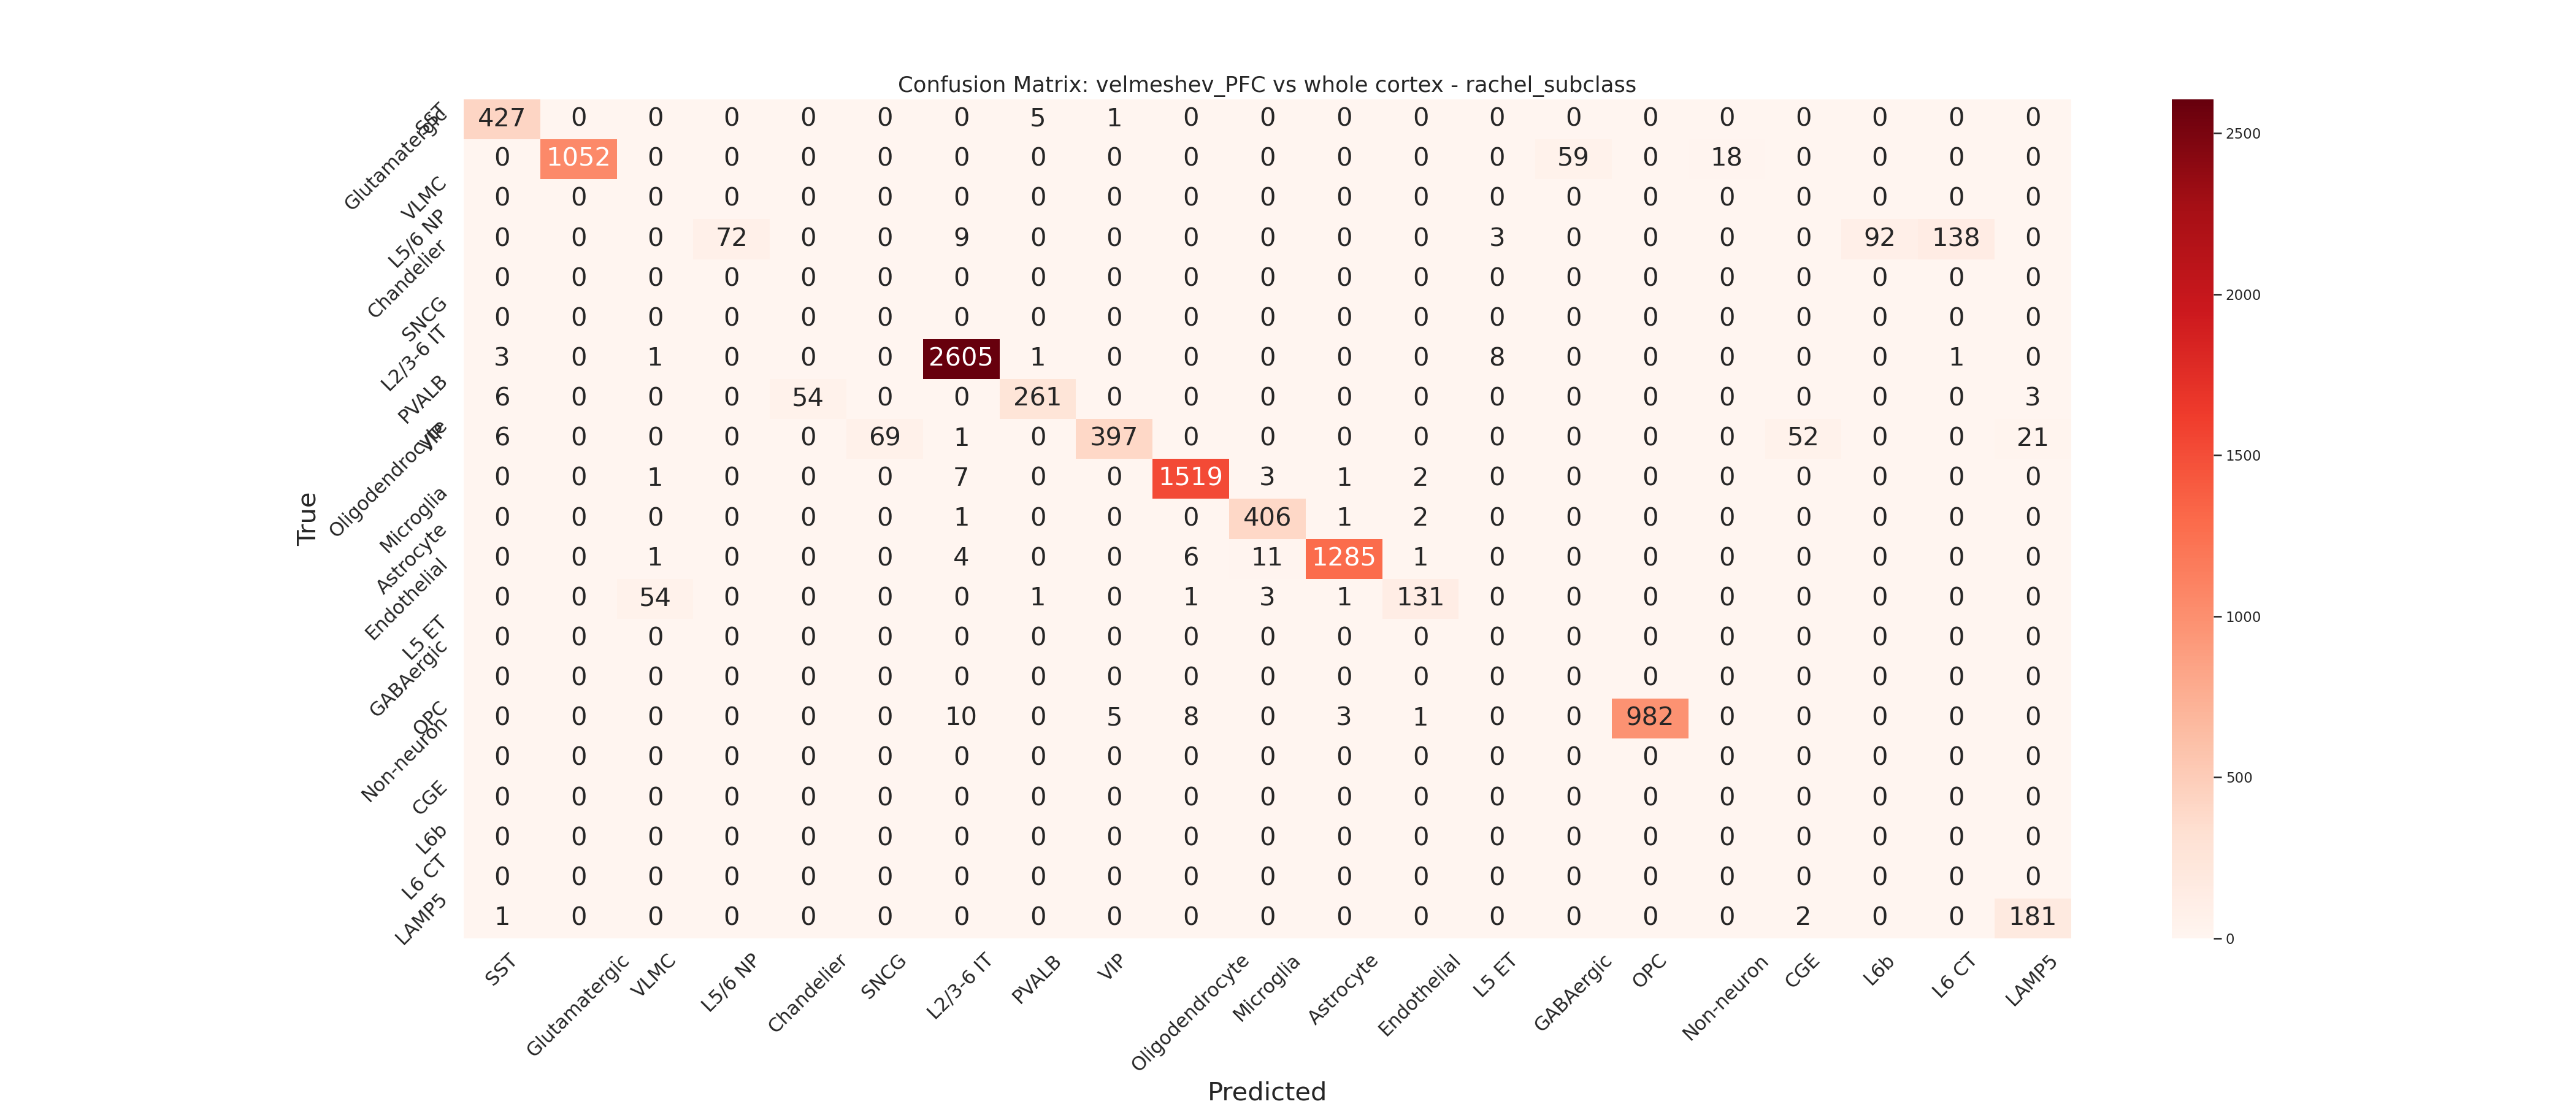 Confusion Matrix: velmeshev_PFC vs whole cortex - rachel_subclass
SST 427 0 0 0 0 0 0 5 1 0 0 0 0 0 0 0 0 0 0 0 0
Glutamatergic 0 1052 0 0 0 0 0 0 0 0 0 0 0 0 59 0 18 0 0 0 0
VLMC 0 0 0 0 0 0 0 0 0 0 0 0 0 0 0 0 0 0 0 0 0
L5/6 NP 0 0 0 72 0 0 9 0 0 0 0 0 0 3 0 0 0 0 92 138 0
Chandelier 0 0 0 0 0 0 0 0 0 0 0 0 0 0 0 0 0 0 0 0 0
SNCG 0 0 0 0 0 0 0 0 0 0 0 0 0 0 0 0 0 0 0 0 0
L2/3-6 IT 3 0 1 0 0 0 2605 1 0 0 0 0 0 8 0 0 0 0 0 1 0
PVALB 6 0 0 0 54 0 0 261 0 0 0 0 0 0 0 0 0 0 0 0 3
VIP 6 0 0 0 0 69 1 0 397 0 0 0 0 0 0 0 0 52 0 0 21
Oligodendrocyte 0 0 1 0 0 0 7 0 0 1519 3 1 2 0 0 0 0 0 0 0 0
Microglia 0 0 0 0 0 0 1 0 0 0 406 1 2 0 0 0 0 0 0 0 0
Astrocyte 0 0 1 0 0 0 4 0 0 6 11 1285 1 0 0 0 0 0 0 0 0
Endothelial 0 0 54 0 0 0 0 1 0 1 3 1 131 0 0 0 0 0 0 0 0
L5 ET 0 0 0 0 0 0 0 0 0 0 0 0 0 0 0 0 0 0 0 0 0
GABAergic 0 0 0 0 0 0 0 0 0 0 0 0 0 0 0 0 0 0 0 0 0
OPC 0 0 0 0 0 0 10 0 5 8 0 3 1 0 0 982 0 0 0 0 0
Non-neuron 0 0 0 0 0 0 0 0 0 0 0 0 0 0 0 0 0 0 0 0 0
CGE 0 0 0 0 0 0 0 0 0 0 0 0 0 0 0 0 0 0 0 0 0
L6b 0 0 0 0 0 0 0 0 0 0 0 0 0 0 0 0 0 0 0 0 0
L6 CT 0 0 0 0 0 0 0 0 0 0 0 0 0 0 0 0 0 0 0 0 0
LAMP5 1 0 0 0 0 0 0 0 0 0 0 0 0 0 0 0 0 2 0 0 181
SST Glutamatergic VLMC L5/6 NP Chandelier SNCG L2/3-6 IT PVALB VIP Oligodendrocyte Microglia Astrocyte Endothelial L5 ET GABAergic OPC Non-neuron CGE L6b L6 CT LAMP5
True
Predicted
2500
2000
1500
1000
500
0